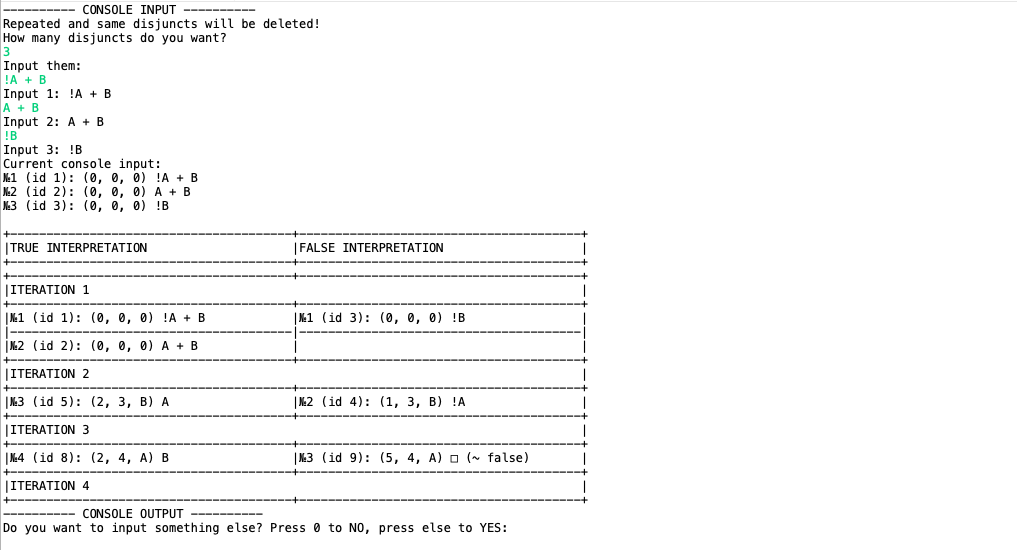 ---------- CONSOLE INPUT ----------
Repeated and same disjuncts will be deleted!
How many disjuncts do you want?
3
Input them:
!A + B
Input 1: !A + B
A + B
Input 2: A + B
!B
Input 3: !B
Current console input:
№1 (id 1): (0, 0, 0) !A + B
№2 (id 2): (0, 0, 0) A + B
№3 (id 3): (0, 0, 0) !B
|TRUE INTERPRETATION |FALSE INTERPRETATION |
|ITERATION 1 |
|№1 (id 1): (0, 0, 0) !A + B |№1 (id 3): (0, 0, 0) !B |
|№2 (id 2): (0, 0, 0) A + B | |
|ITERATION 2 |
|№3 (id 5): (2, 3, B) A |№2 (id 4): (1, 3, B) !A |
|ITERATION 3 |
|№4 (id 8): (2, 4, A) B |№3 (id 9): (5, 4, A) □ (~ false) |
|ITERATION 4 |
---------- CONSOLE OUTPUT ----------
Do you want to input something else? Press 0 to NO, press else to YES: